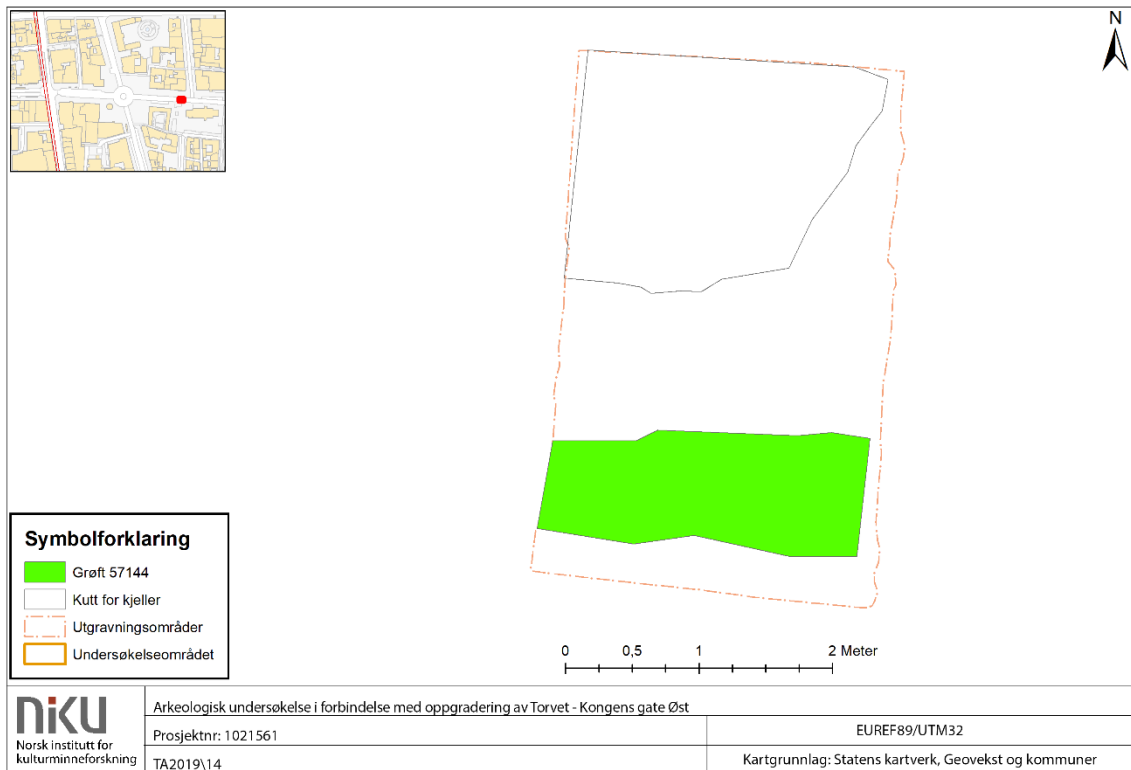 N
Symbolforklaring
Grøft 57144
Kutt for kjeller
Utgravningsområder
Undersøkelseområdet
0 0,5 1 2 Meter
niku
Norsk institutt for
kulturminneforskning
Arkeologisk undersøkelse i forbindelse med oppgradering av Torvet - Kongens gate Øst
Prosjektnr: 1021561
EUREF89/UTM32
TA2019\14
Kartgrunnlag: Statens kartverk, Geovekst og kommuner